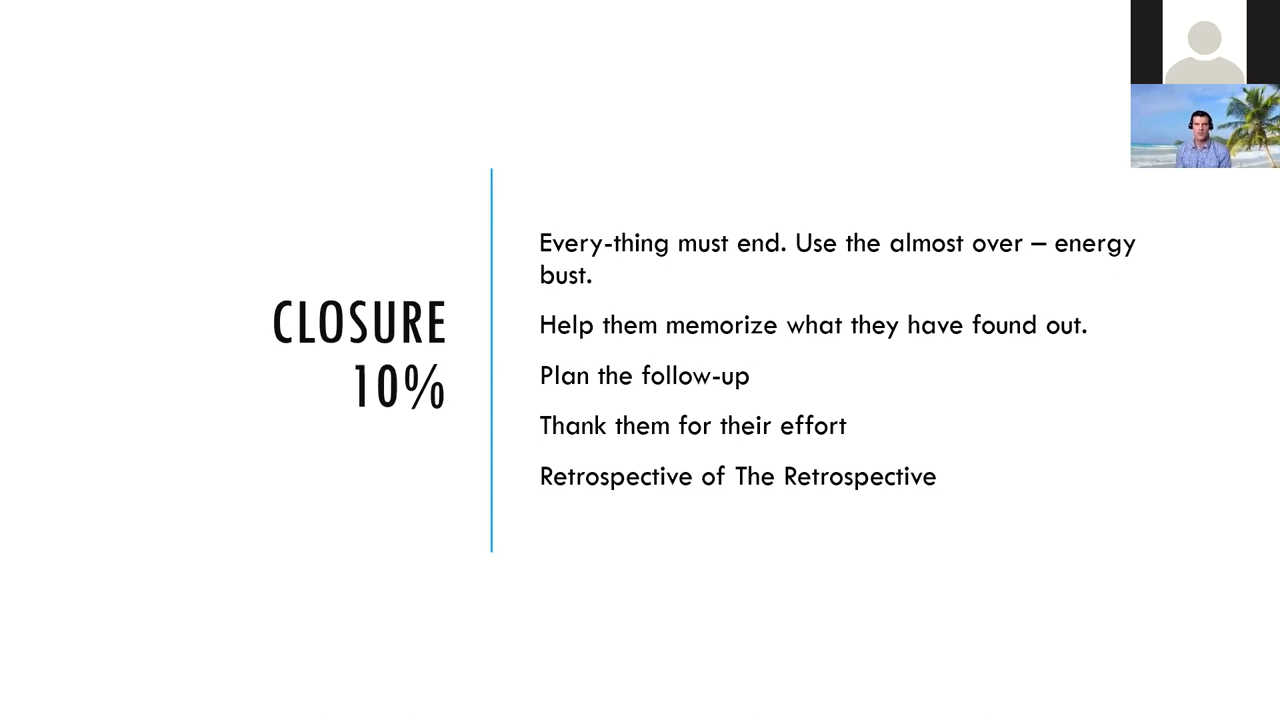 CLOSURE
10%
Every-thing must end. Use the almost over – energy
bust.
Help them memorize what they have found out.
Plan the follow-up
Thank them for their effort
Retrospective of The Retrospective